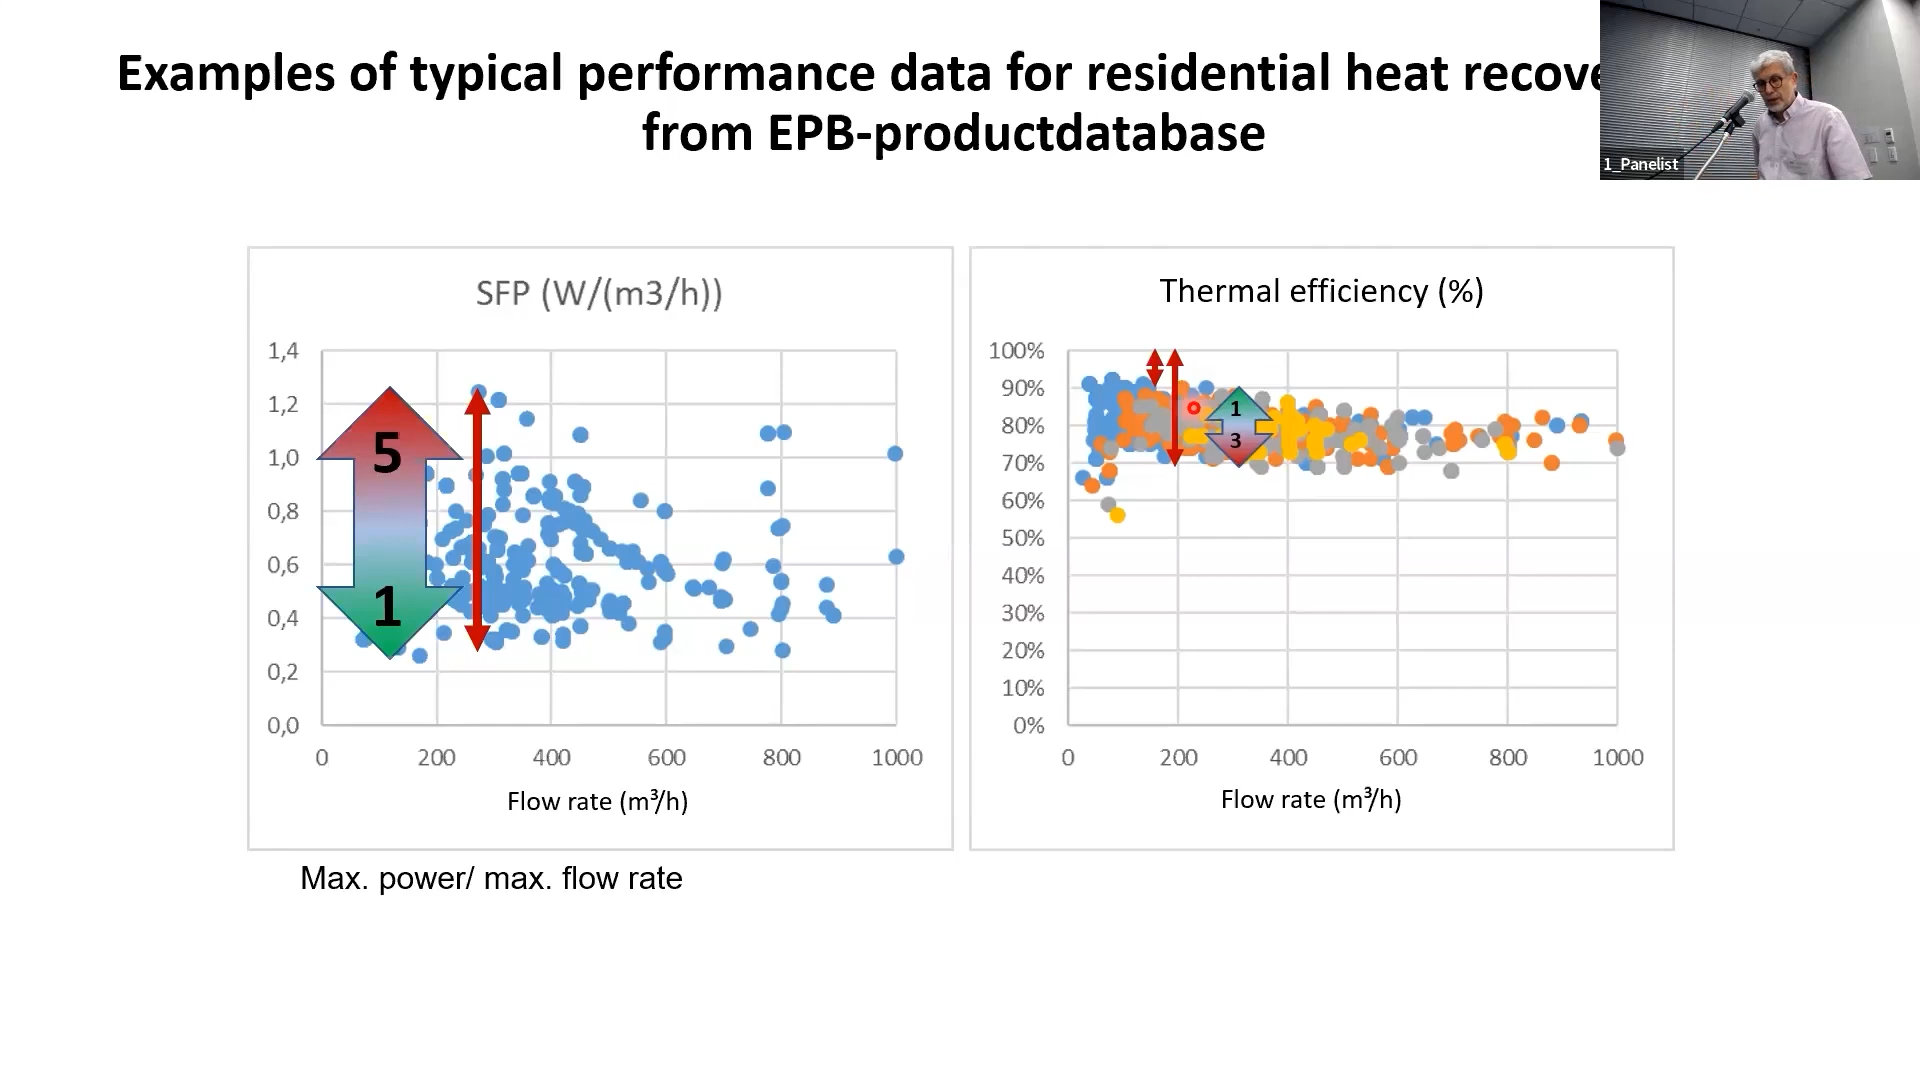 Examples of typical performance data for residential heat
from EPB-productdatabase
1_Panelist
SFP (W/(m3/h))
1,4
1,2
1,0
0,8
0,6
0,4
0,2
0,0
5
1
0 200 400 600 800 1000
Flow rate (m³/h)
Max. power/ max. flow rate
Thermal efficiency (%)
100%
90%
80%
70%
60%
50%
40%
30%
20%
10%
0%
1
3
0 200 400 600 800 1000
Flow rate (m³/h)